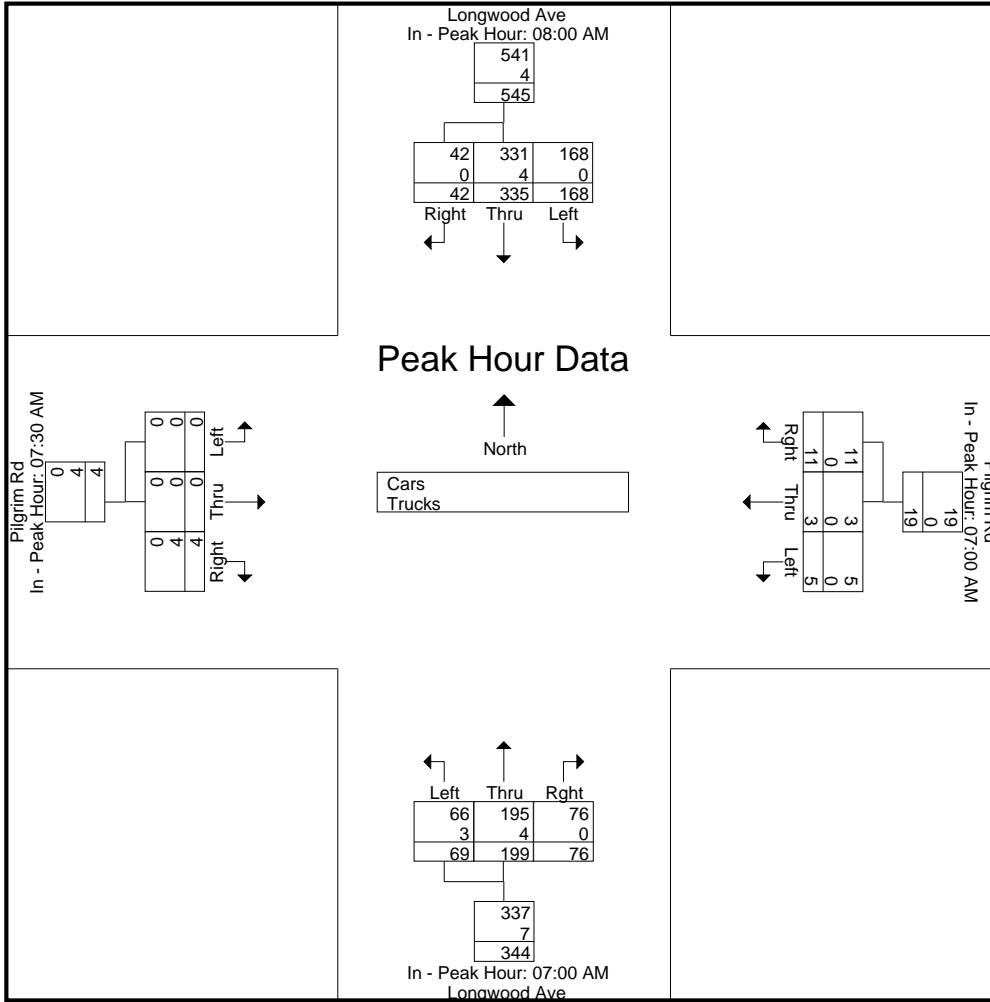 Longwood Ave
In - Peak Hour: 08:00 AM
541
4
545
42 331 168
0 4 0
42 335 168
Right Thru Left
Peak Hour Data
North
Cars
Trucks
Pilgrim Rd
In - Peak Hour: 07:30 AM
0
4
4
0 0 0
4 0 0
4 0 0
Right Thru Left
Pilgrim Rd
In - Peak Hour: 07:00 AM
19
0
19
11 3 5
0 0 0
11 3 5
Rght Thru Left
Left Thru Rght
66 195 76
3 4 0
69 199 76
337
7
344
In - Peak Hour: 07:00 AM
Longwood Ave